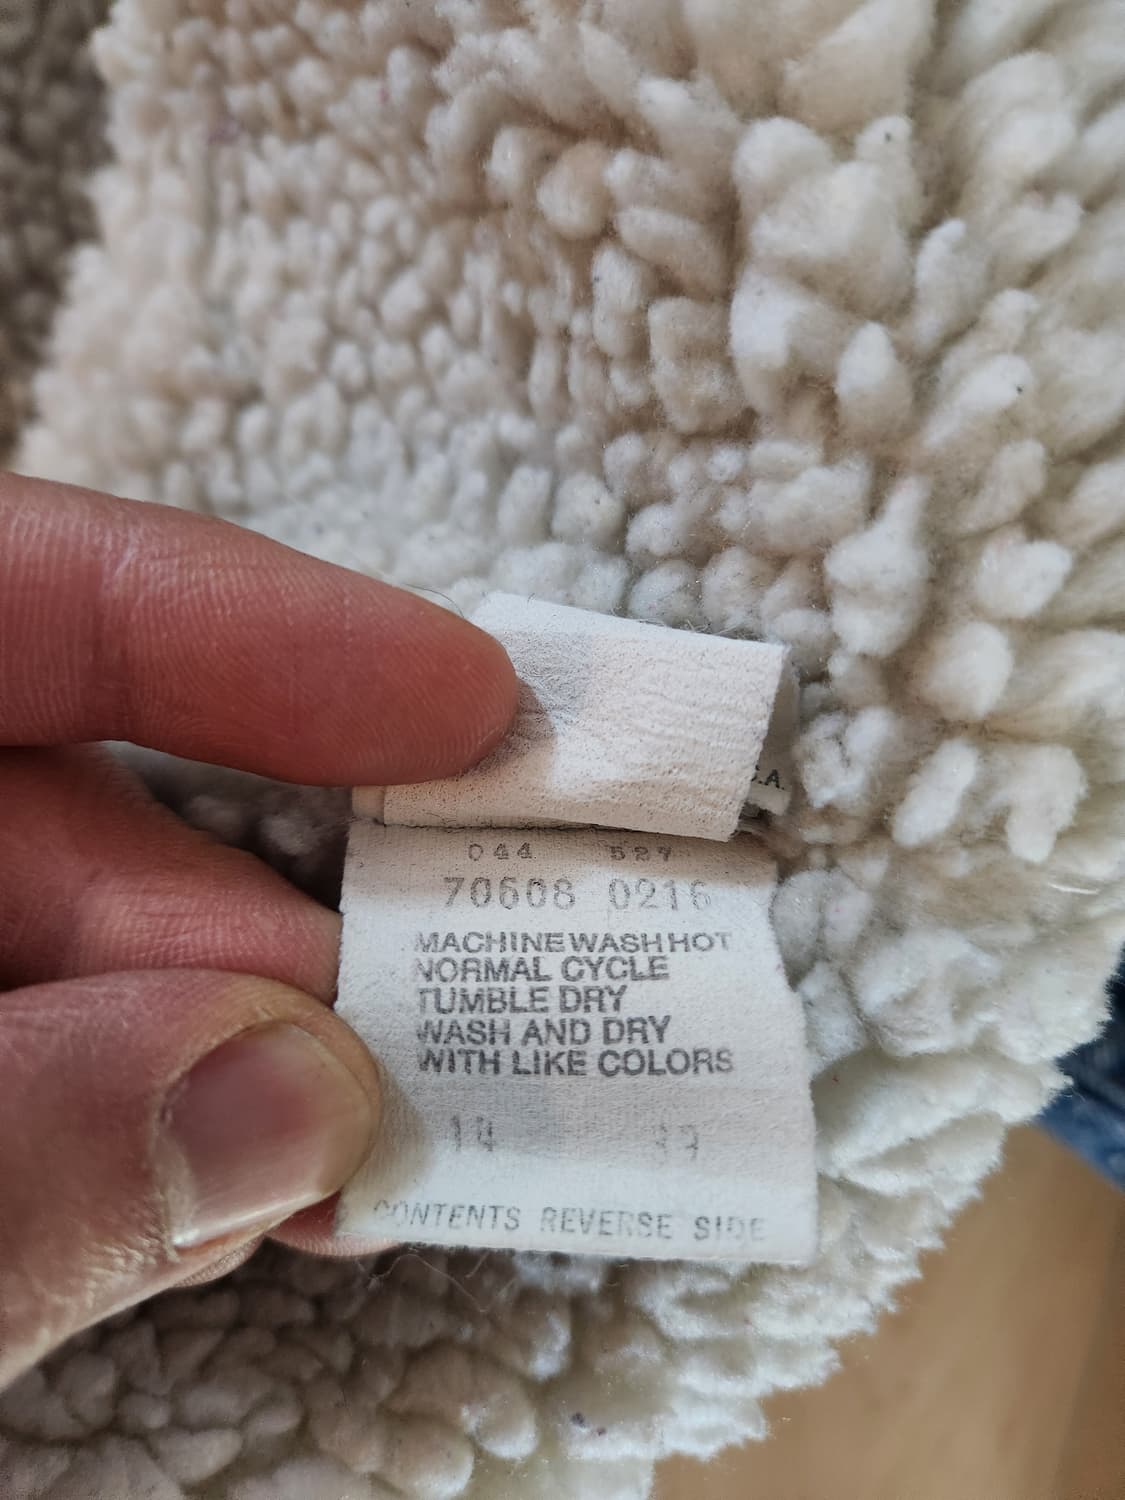 .A.
044 527
70608 0216
MACHINE WASH HOT
NORMAL CYCLE
TUMBLE DRY
WASH AND DRY
WITH LIKE COLORS
CONTENTS REVERSE SIDE